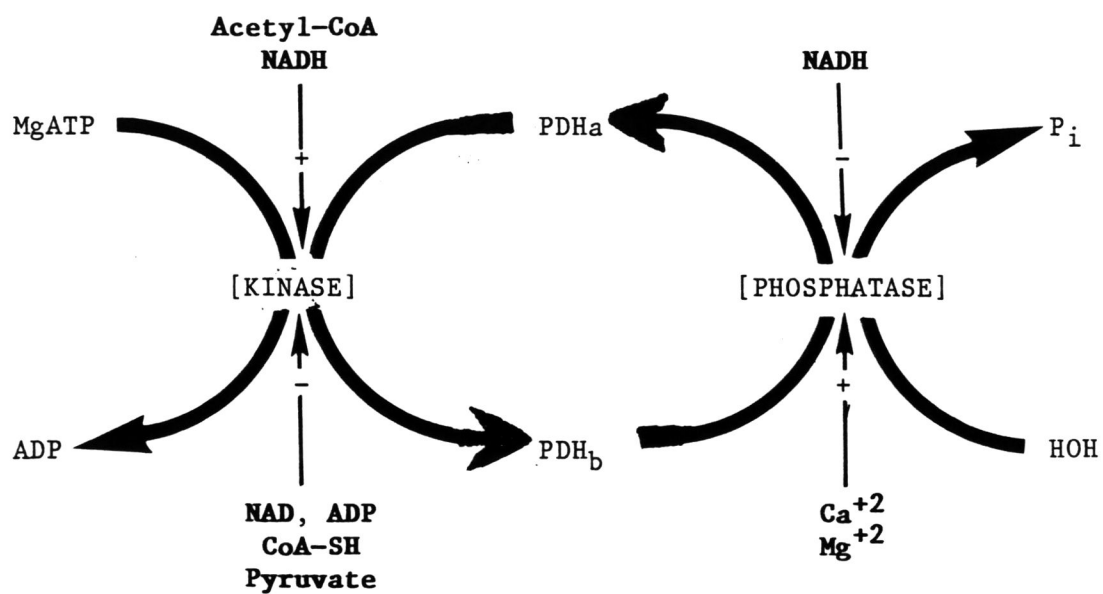 Acetyl-CoA
NADH
NADH
MgATP
PDHa
Pi
+
-
[KINASE]
[PHOSPHATASE]
-
+
ADP
PDHb
HOH
NAD, ADP
CoA-SH
Pyruvate
Ca+2
Mg+2